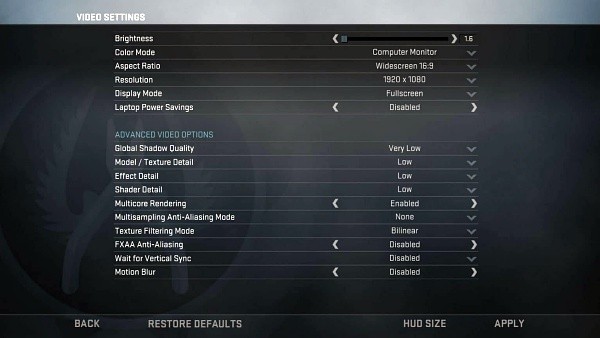 VIDEO SETTINGS
Brightness 1.6
Color Mode Computer Monitor
Aspect Ratio Widescreen 16:9
Resolution 1920 x 1080
Display Mode Fullscreen
Laptop Power Savings Disabled
ADVANCED VIDEO OPTIONS
Global Shadow Quality Very Low
Model / Texture Detail Low
Effect Detail Low
Shader Detail Low
Multicore Rendering Enabled
Multisampling Anti-Aliasing Mode None
Texture Filtering Mode Bilinear
FXAA Anti-Aliasing Disabled
Wait for Vertical Sync Disabled
Motion Blur Disabled
BACK RESTORE DEFAULTS HUD SIZE APPLY